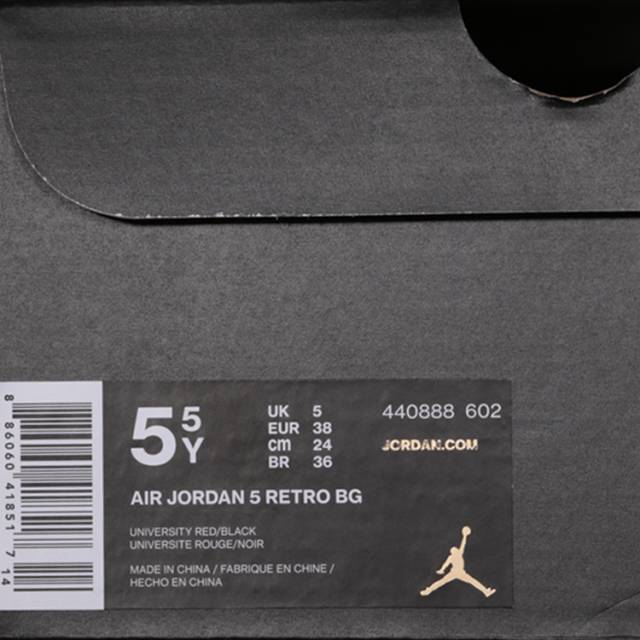 8 86060 41851 7 14
5 5 Y
UK 5
EUR 38
cm 24
BR 36
440888 602
JORDAN.COM
AIR JORDAN 5 RETRO BG
UNIVERSITY RED/BLACK
UNIVERSITE ROUGE/NOIR
MADE IN CHINA / FABRIQUE EN CHINE /
HECHO EN CHINA